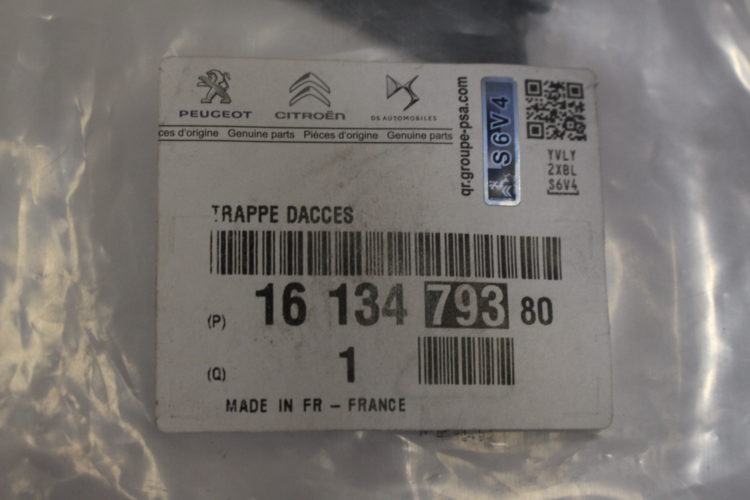 PEUGEOT CITROËN DS AUTOMOBILES
ces d'origine Genuine parts Pièces d'origine Genuine parts
qr.groupe-psa.com
S6V4
YVLY
2XBL
S6V4
TRAPPE DACCES
(P) 16 134 793 80
(Q) 1
MADE IN FR - FRANCE